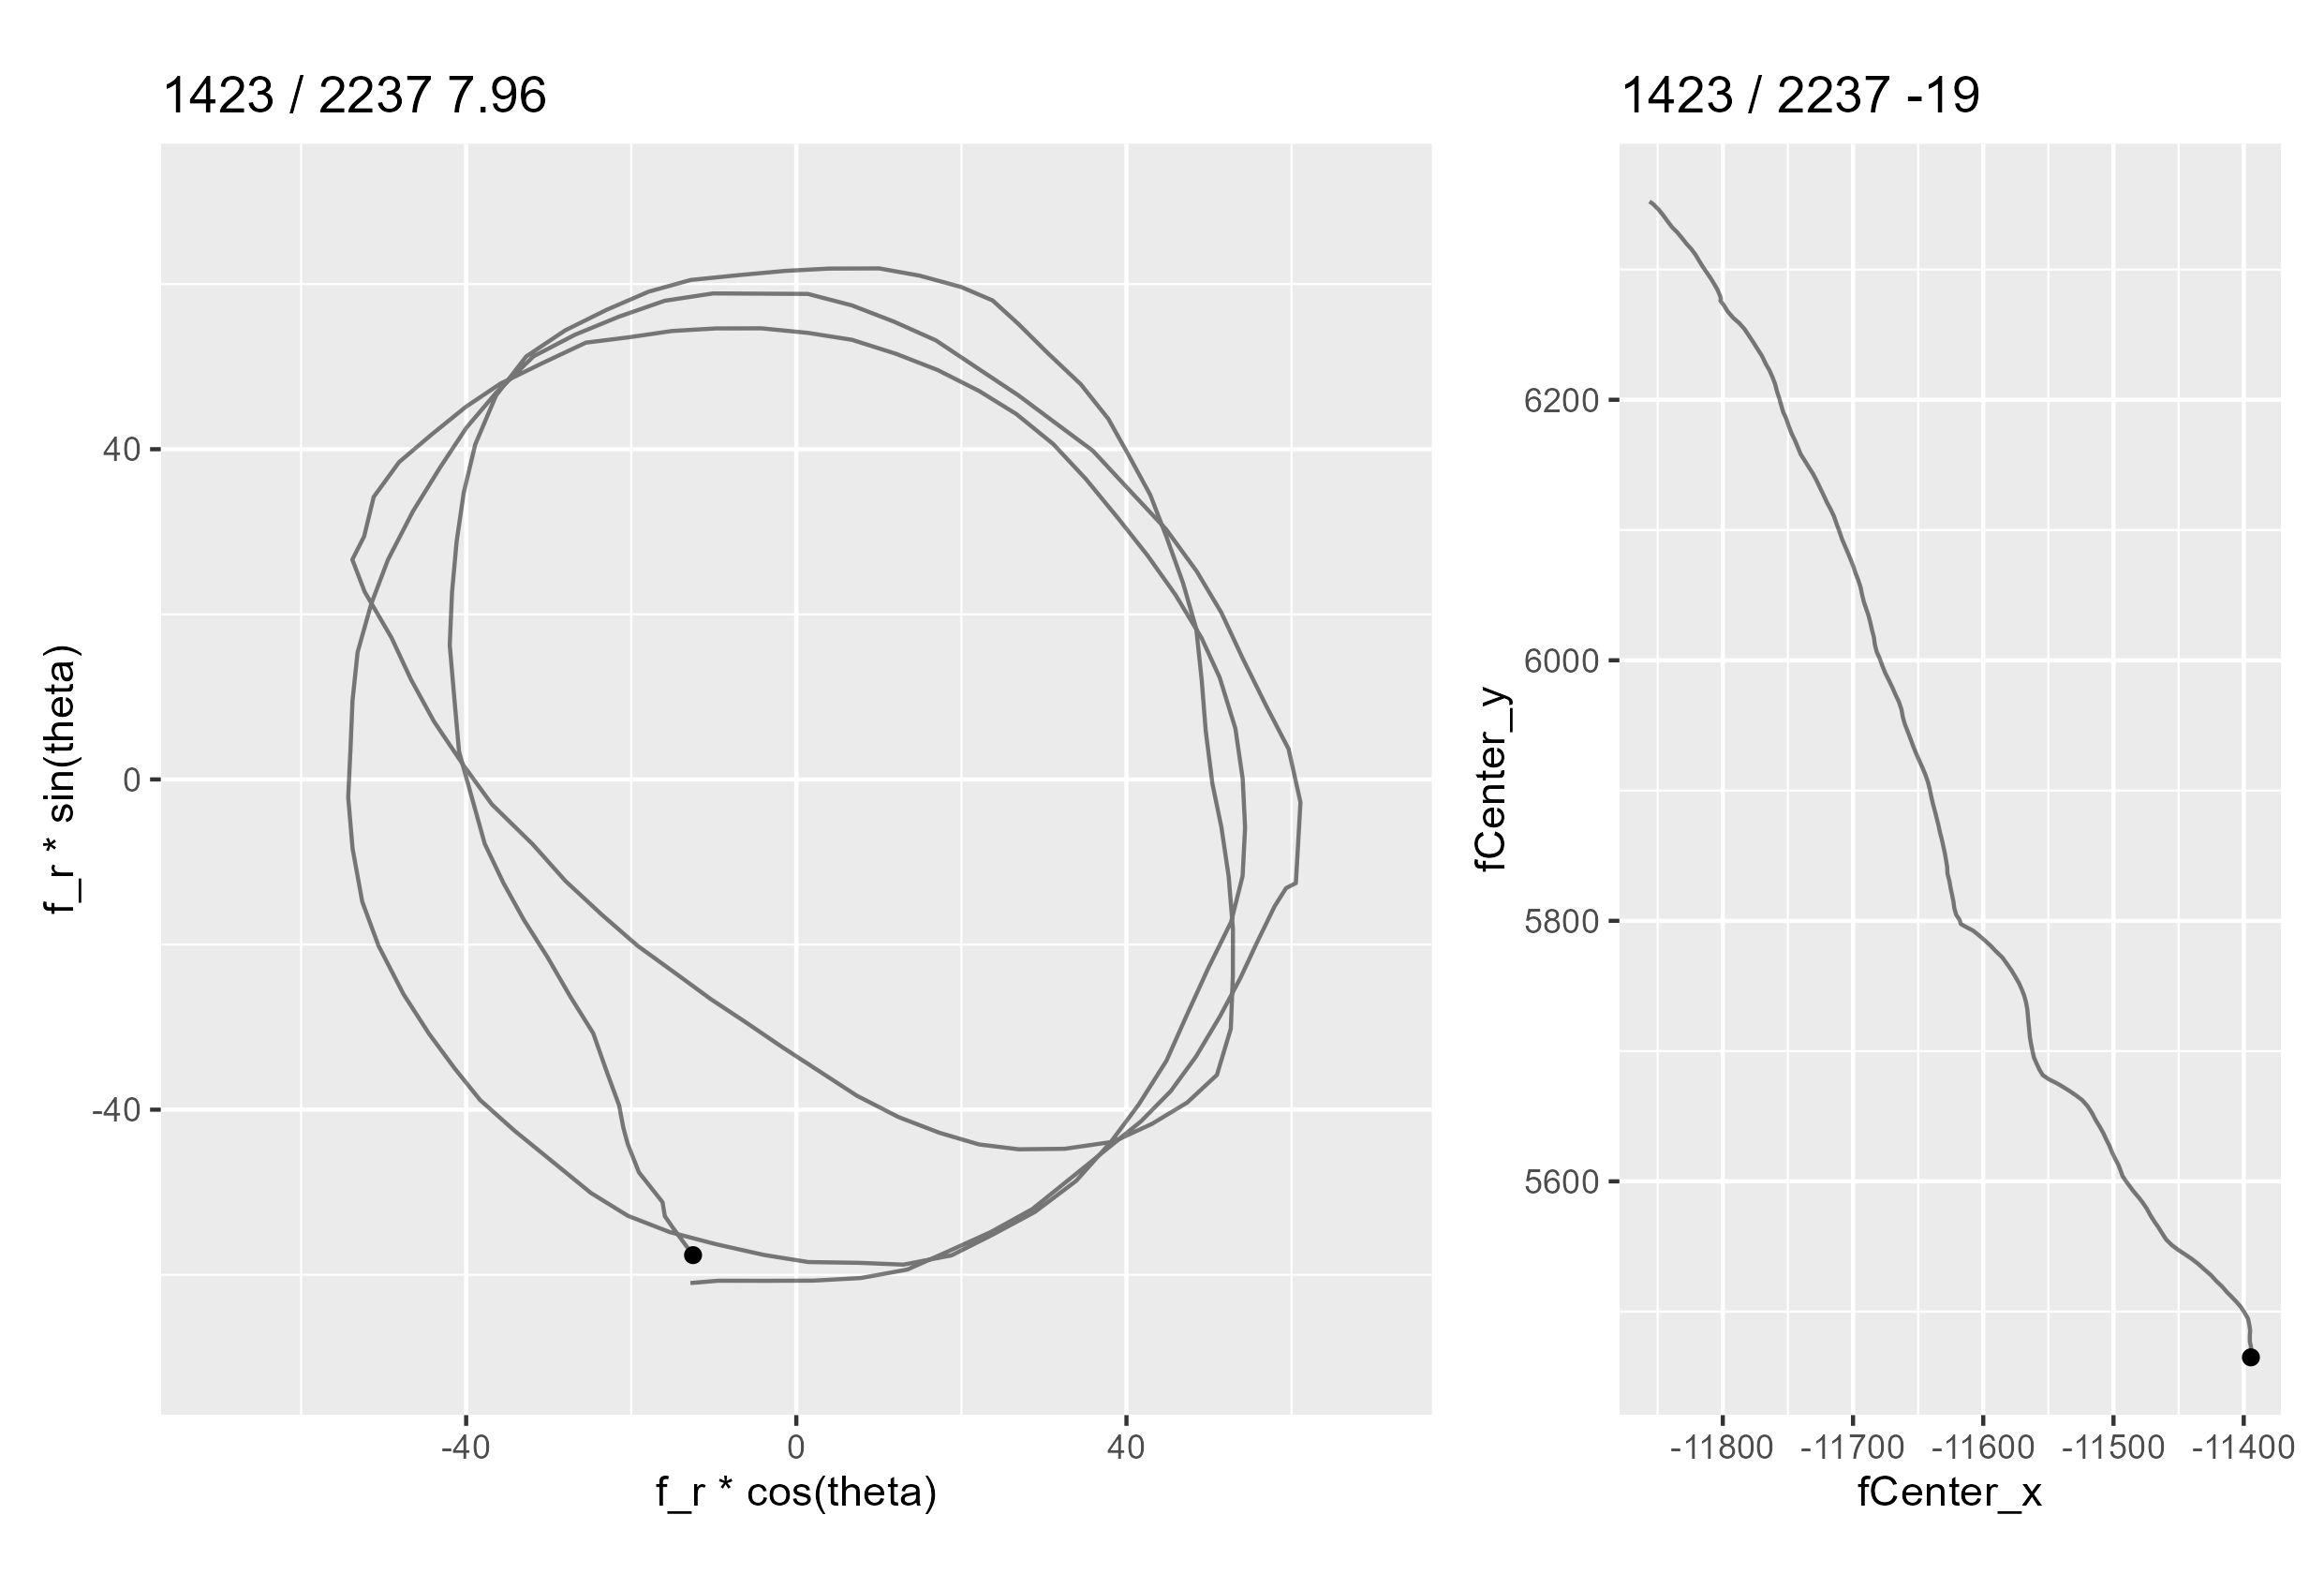 1423 / 2237 7.96
f_r * sin(theta)
40
0
-40
-40
0
40
f_r * cos(theta)
1423 / 2237 -19
fCenter_y
6200
6000
5800
5600
-11800
-11700
-11600
-11500
-11400
fCenter_x